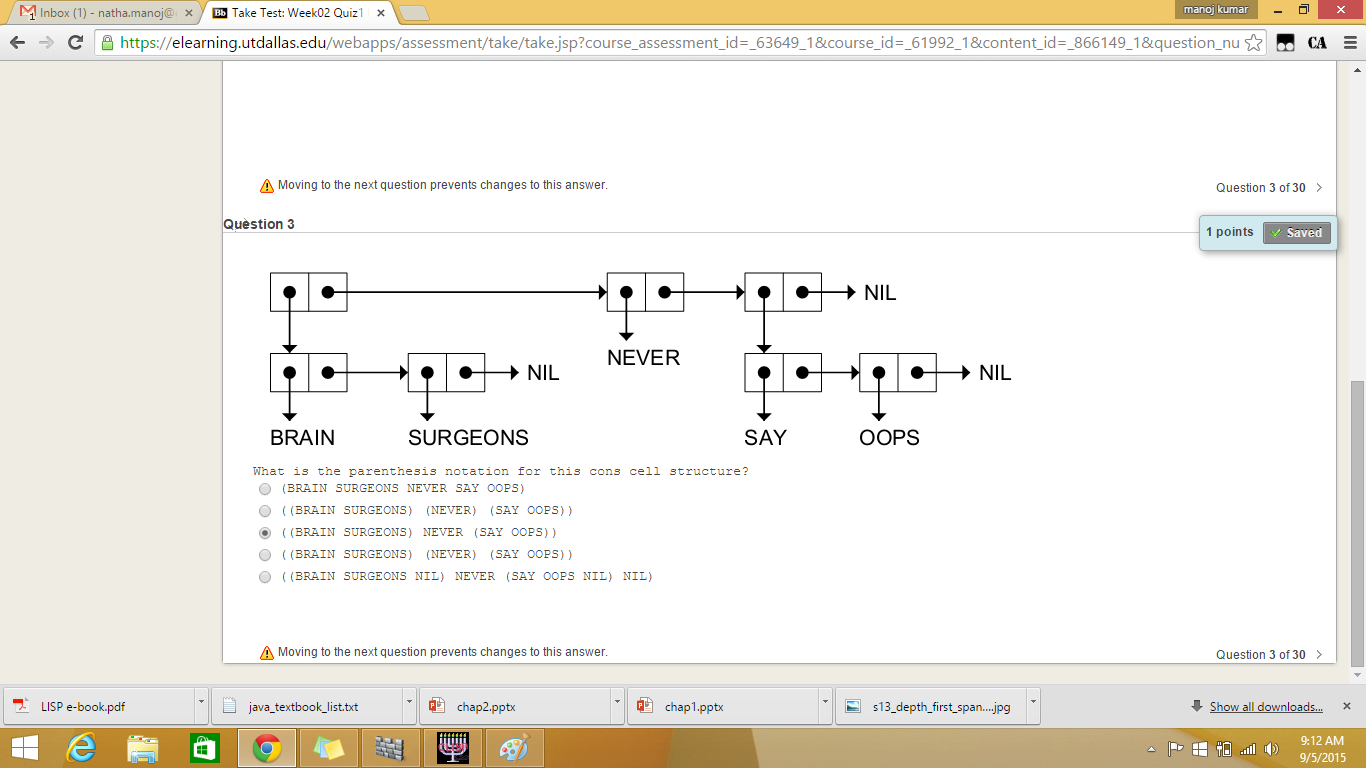 Inbox (1) - natha.manoj@
Bb Take Test: Week02 Quiz1
manoj kumar
https://elearning.utdallas.edu/webapps/assessment/take/take.jsp?course_assessment_id=_63649_1&course_id=_61992_1&content_id=_866149_1&question_nu
CA
Moving to the next question prevents changes to this answer.
Question 3 of 30
Question 3
1 points
Saved
NIL
NEVER
NIL
NIL
BRAIN
SURGEONS
SAY
OOPS
What is the parenthesis notation for this cons cell structure?
(BRAIN SURGEONS NEVER SAY OOPS)
((BRAIN SURGEONS) (NEVER) (SAY OOPS))
((BRAIN SURGEONS) NEVER (SAY OOPS))
((BRAIN SURGEONS) (NEVER) (SAY OOPS))
((BRAIN SURGEONS NIL) NEVER (SAY OOPS NIL) NIL)
Moving to the next question prevents changes to this answer.
Question 3 of 30
LISP e-book.pdf
java_textbook_list.txt
chap2.pptx
chap1.pptx
s13_depth_first_span....jpg
Show all downloads...
9:12 AM
9/5/2015